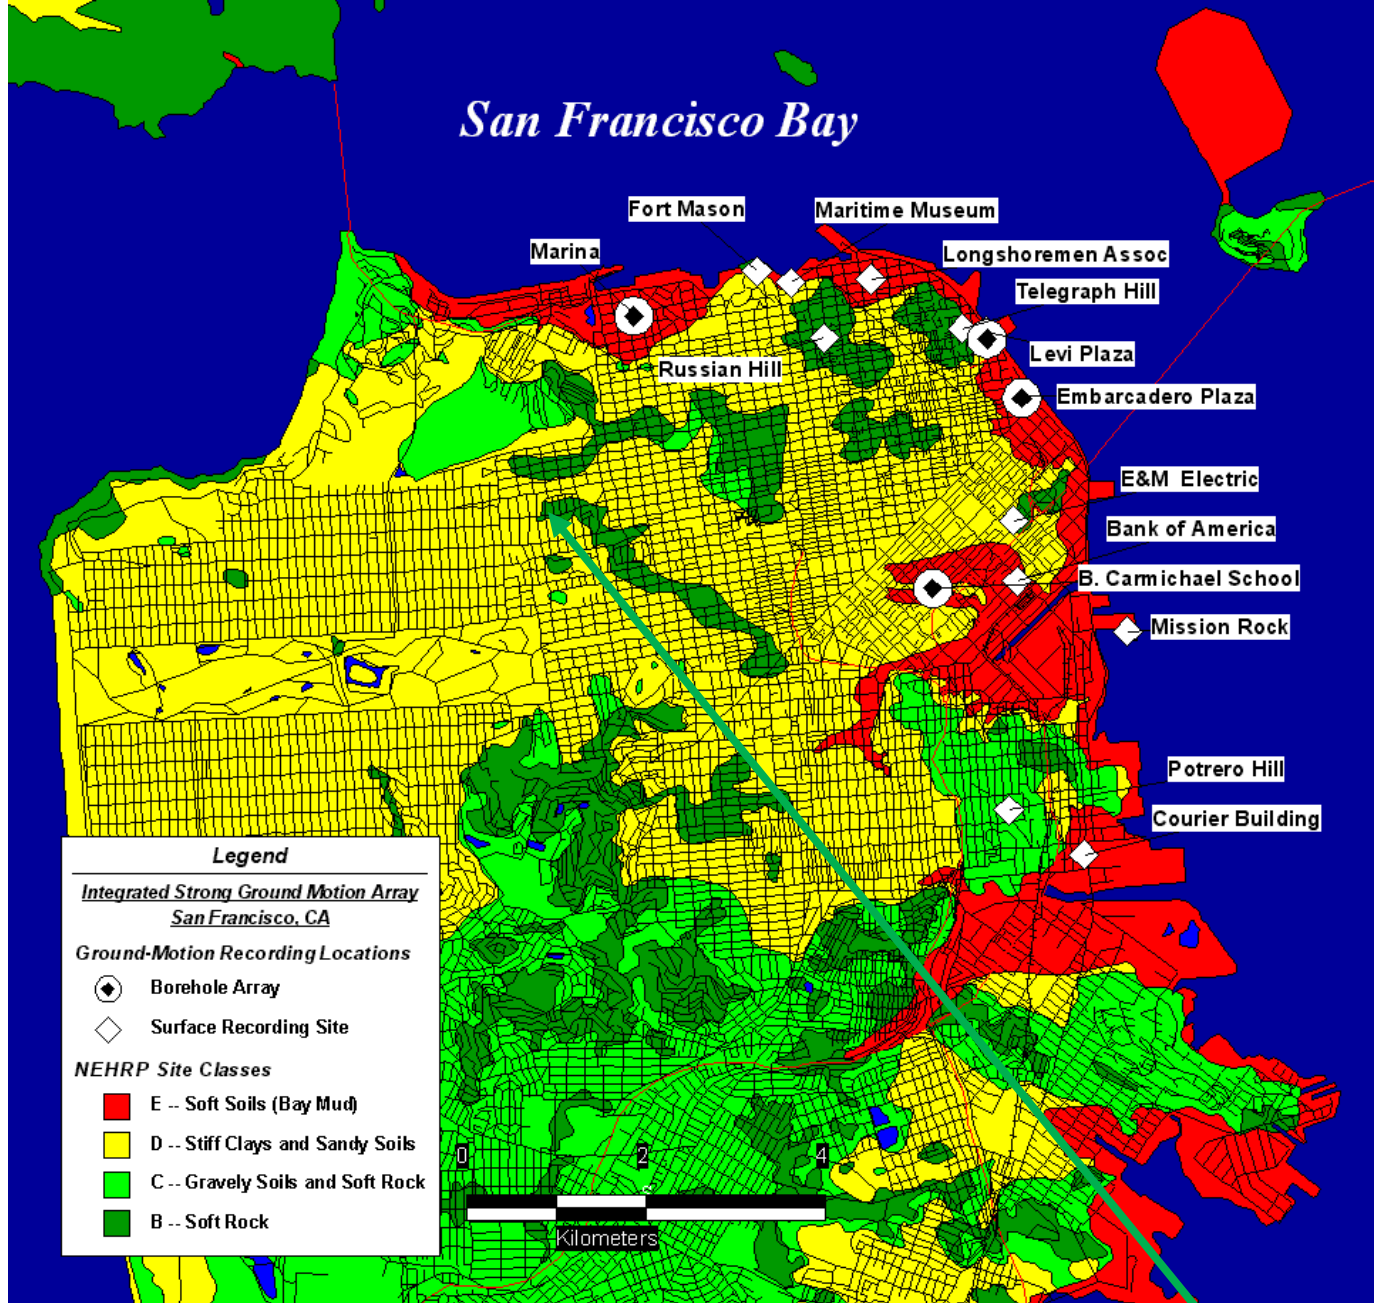 San Francisco Bay
Fort Mason
Maritime Museum
Marina
Longshoremen Assoc
Telegraph Hill
Levi Plaza
Russian Hill
Embarcadero Plaza
E&M Electric
Bank of America
B. Carmichael School
Mission Rock
Potrero Hill
Courier Building
Legend
Integrated Strong Ground Motion Array
San Francisco, CA
Ground-Motion Recording Locations
Borehole Array
Surface Recording Site
NEHRP Site Classes
E -- Soft Soils (Bay Mud)
D -- Stiff Clays and Sandy Soils
C -- Gravely Soils and Soft Rock
B -- Soft Rock
0 2 4
Kilometers